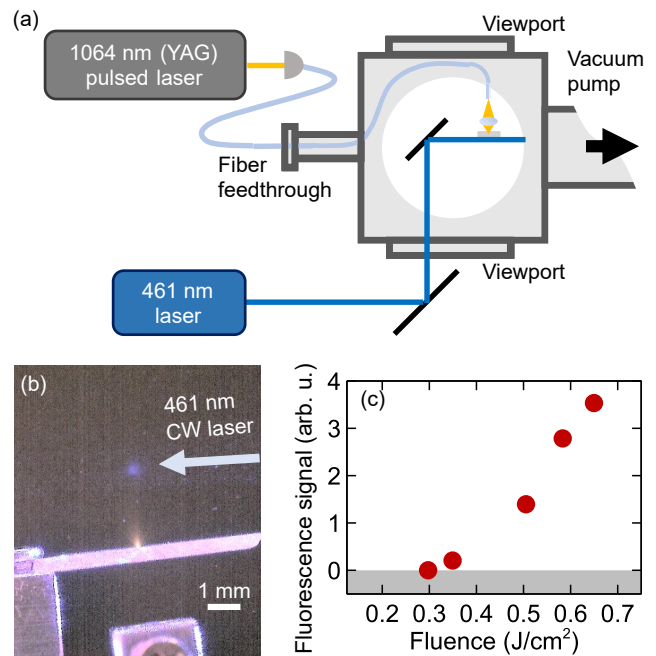 (a)
1064 nm (YAG)
pulsed laser
Viewport
Vacuum
pump
Fiber
feedthrough
461 nm
laser
Viewport
(b)
461 nm
CW laser
1 mm
(c)
Fluorescence signal (arb. u.)
4
3
2
1
0
0.2 0.3 0.4 0.5 0.6 0.7
Fluence (J/cm²)